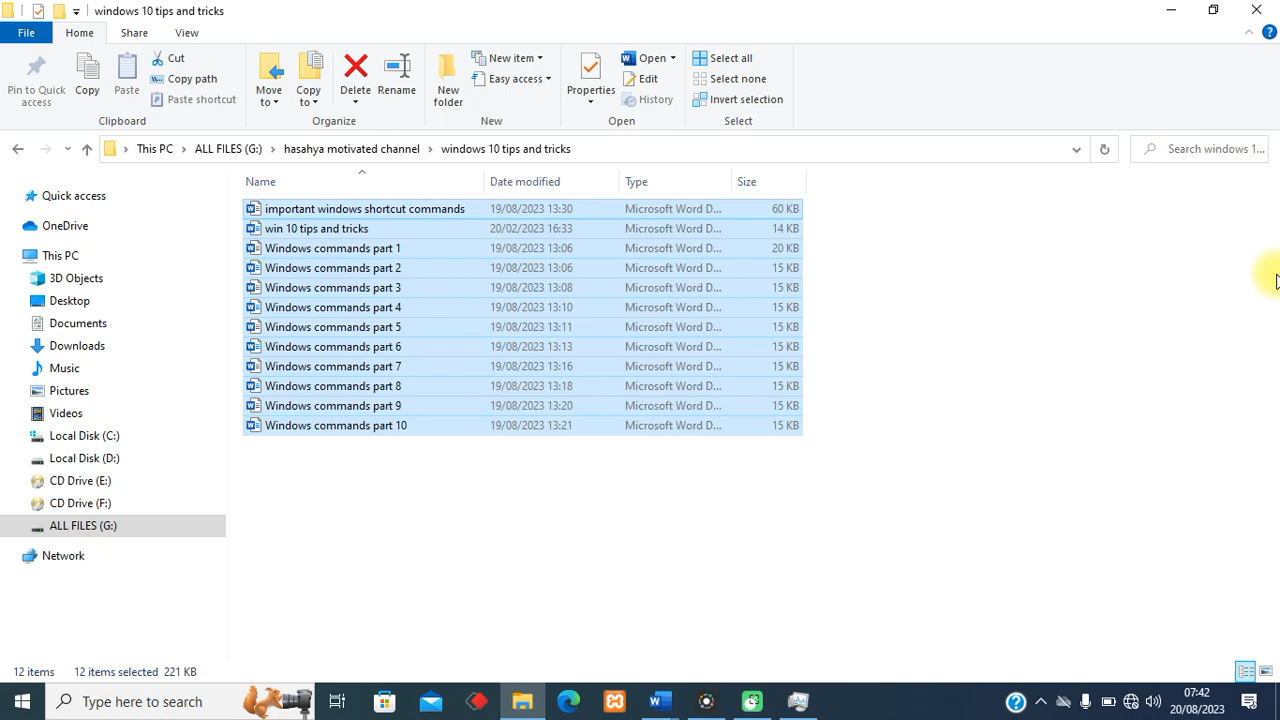 windows 10 tips and tricks
File Home Share View
Pin to Quick access
Copy
Paste
Cut
Copy path
Paste shortcut
Clipboard
Move to
Copy to
Delete
Rename
Organize
New folder
New item
Easy access
New
Properties
Open
Edit
History
Open
Select all
Select none
Invert selection
Select
This PC ALL FILES (G:) hasahya motivated channel windows 10 tips and tricks
Search windows 1...
Name Date modified Type Size
Quick access
OneDrive
This PC
3D Objects
Desktop
Documents
Downloads
Music
Pictures
Videos
Local Disk (C:)
Local Disk (D:)
CD Drive (E:)
CD Drive (F:)
ALL FILES (G:)
Network
important windows shortcut commands 19/08/2023 13:30 Microsoft Word D... 60 KB
win 10 tips and tricks 20/02/2023 16:33 Microsoft Word D... 14 KB
Windows commands part 1 19/08/2023 13:06 Microsoft Word D... 20 KB
Windows commands part 2 19/08/2023 13:06 Microsoft Word D... 15 KB
Windows commands part 3 19/08/2023 13:08 Microsoft Word D... 15 KB
Windows commands part 4 19/08/2023 13:10 Microsoft Word D... 15 KB
Windows commands part 5 19/08/2023 13:11 Microsoft Word D... 15 KB
Windows commands part 6 19/08/2023 13:13 Microsoft Word D... 15 KB
Windows commands part 7 19/08/2023 13:16 Microsoft Word D... 15 KB
Windows commands part 8 19/08/2023 13:18 Microsoft Word D... 15 KB
Windows commands part 9 19/08/2023 13:20 Microsoft Word D... 15 KB
Windows commands part 10 19/08/2023 13:21 Microsoft Word D... 15 KB
12 items 12 items selected 221 KB
Type here to search
07:42
20/08/2023